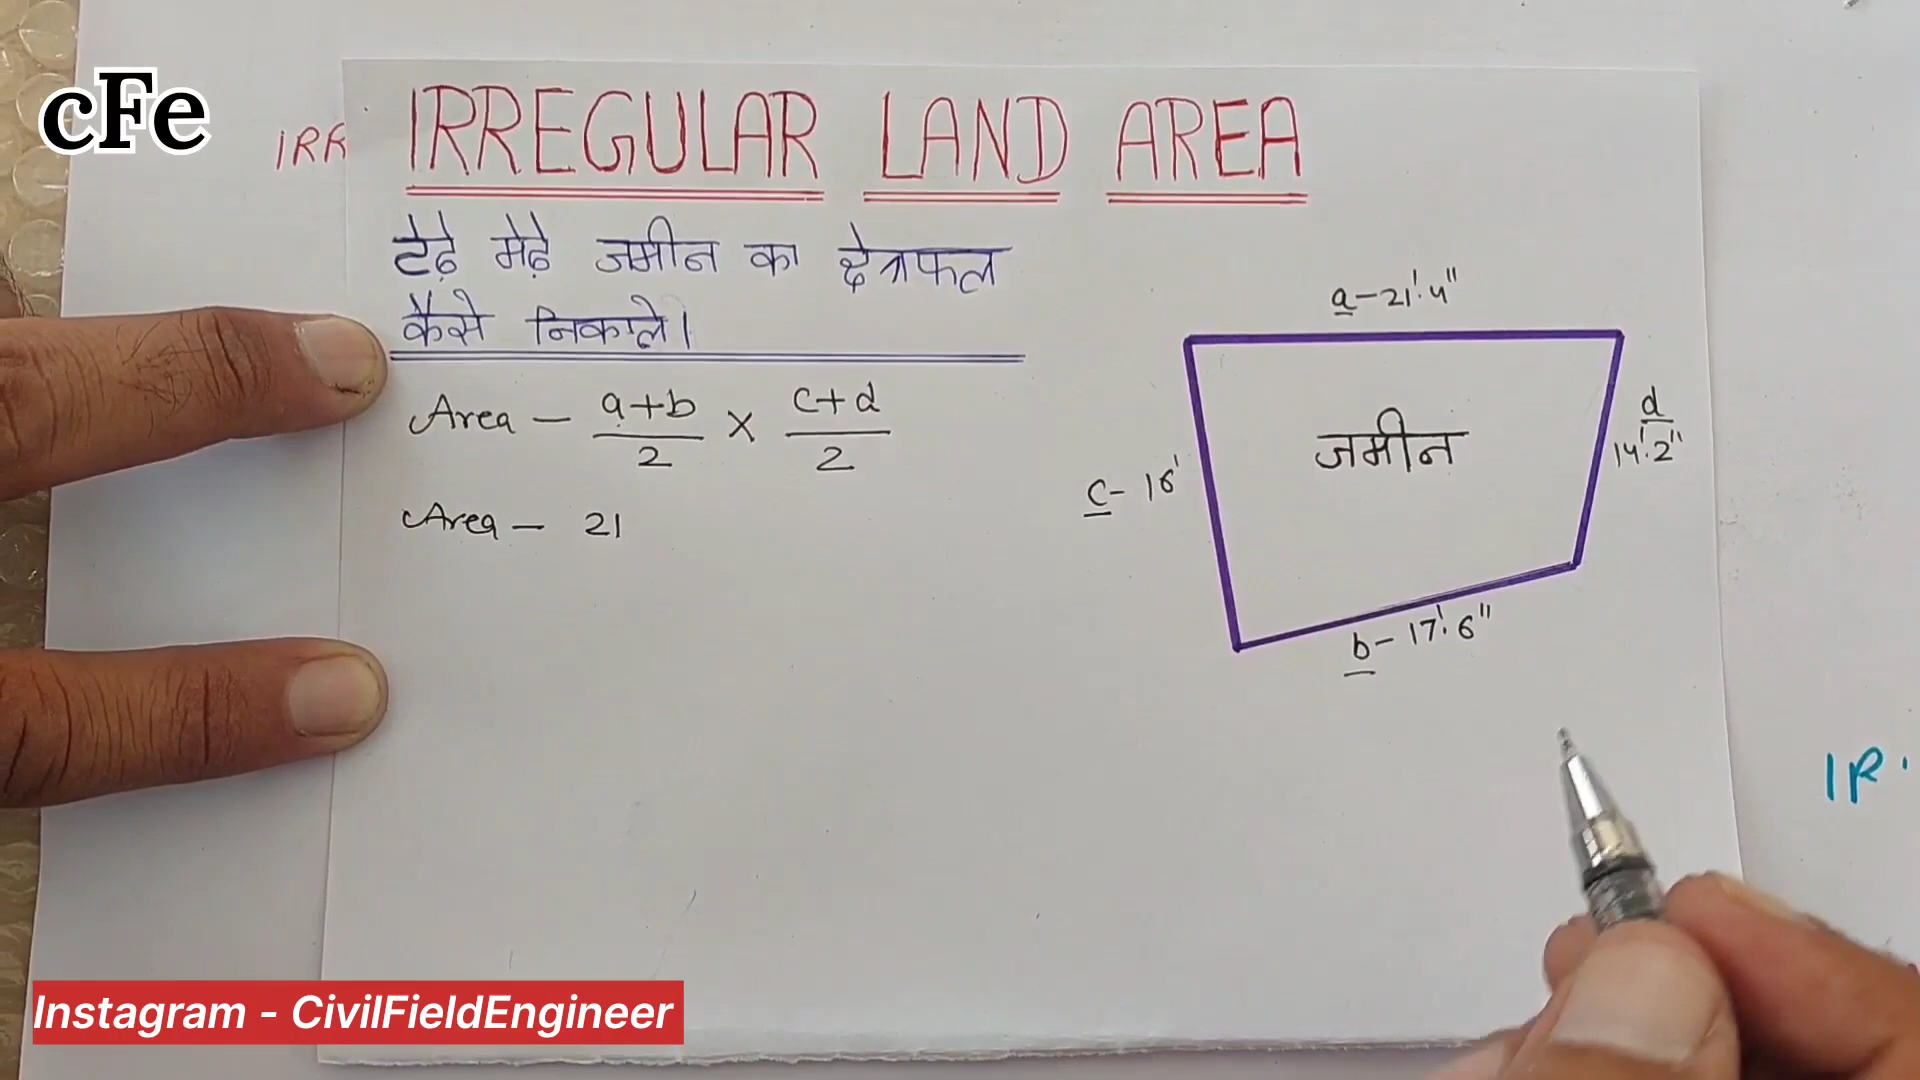 cFe
IRR
IRREGULAR LAND AREA
टेढ़े मेढ़े जमीन का क्षेत्रफल
कैसे निकाले।
Area – a+b/2 × c+d/2
Area – 21
a – 21'.4"
जमीन
d
14'.2"
c – 16'
b – 17'.6"
IR.
Instagram - CivilFieldEngineer